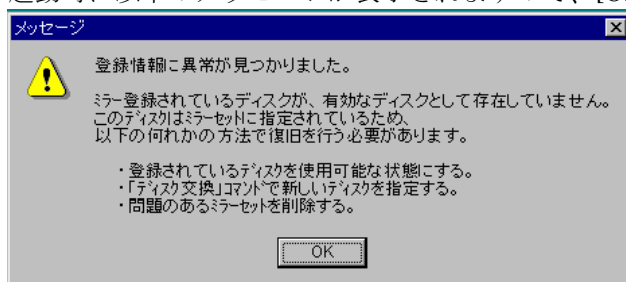 メッセージ
登録情報に異常が見つかりました。
ﾐﾗｰ登録されているディスクが、有効なディスクとして存在していません。
このﾃﾞｨｽｸはﾐﾗｰｾｯﾄに指定されているため、
以下の何れかの方法で復旧を行う必要があります。
・登録されているﾃﾞｨｽｸを使用可能な状態にする。
・「ﾃﾞｨｽｸ交換」ｺﾏﾝﾄﾞで新しいﾃﾞｨｽｸを指定する。
・問題のあるﾐﾗｰｾｯﾄを削除する。
OK